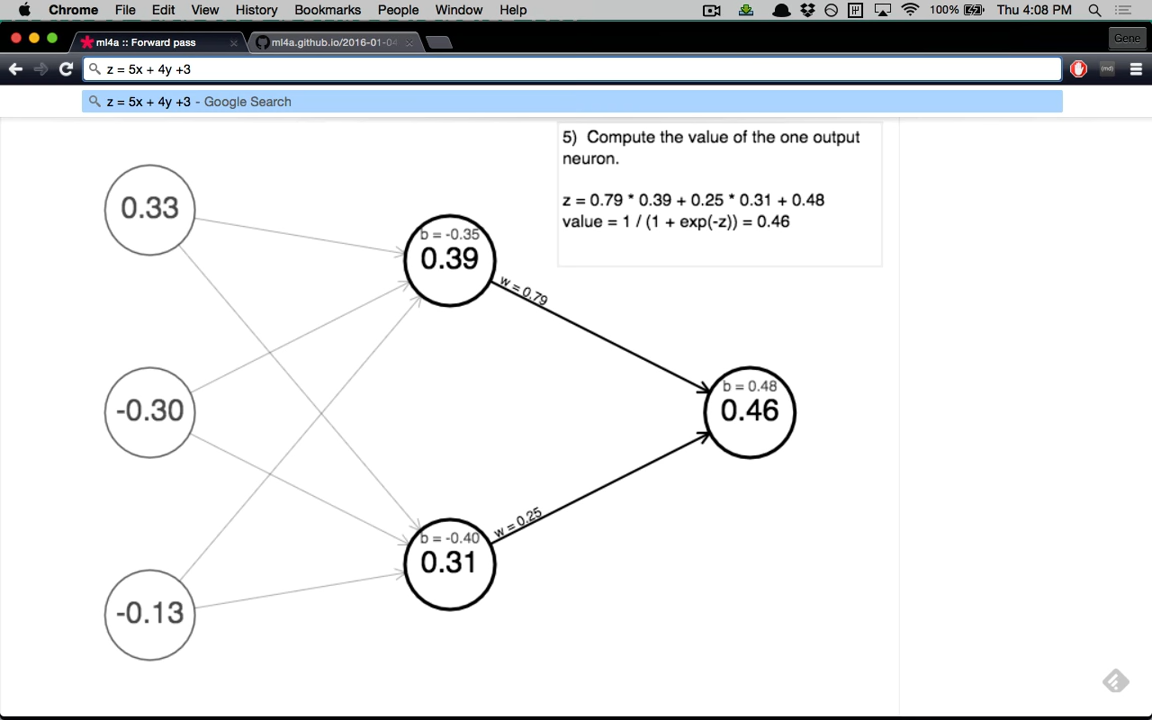 Chrome File Edit View History Bookmarks People Window Help 100% Thu 4:08 PM
ml4a :: Forward pass
ml4a.github.io/2016-01-04
Gene
z = 5x + 4y +3
z = 5x + 4y +3 - Google Search
5) Compute the value of the one output
neuron.
z = 0.79 * 0.39 + 0.25 * 0.31 + 0.48
value = 1 / (1 + exp(-z)) = 0.46
0.33
b = -0.35
0.39
w = 0.79
-0.30
b = 0.48
0.46
w = 0.25
b = -0.40
0.31
-0.13